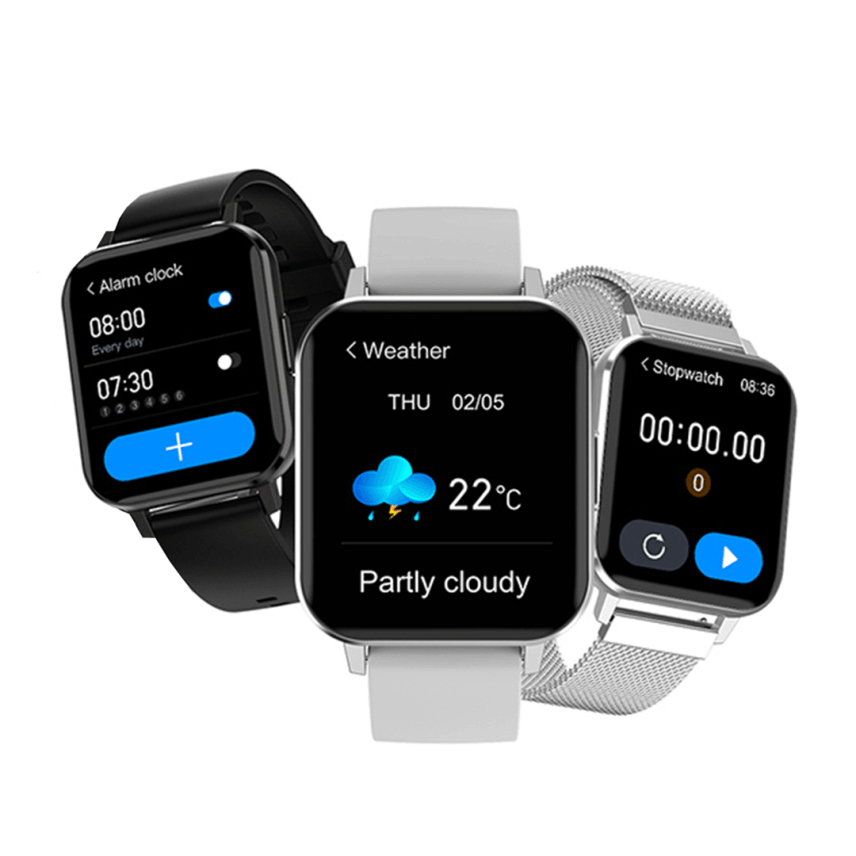 < Alarm clock
08:00
Every day
07:30
1 2 3 4 5 6
< Weather
THU 02/05
22°C
Partly cloudy
< Stopwatch 08:36
00:00.00
0